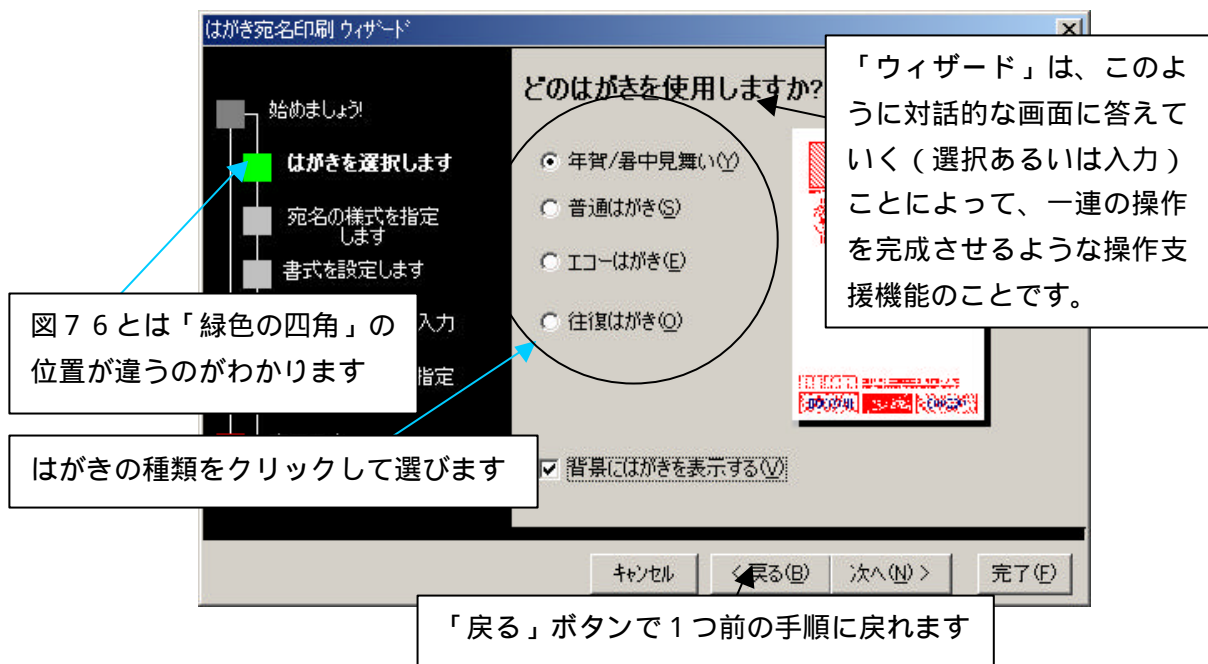 はがき宛名印刷 ウィザード
どのはがきを使用しますか?
始めましょう!
はがきを選択します
宛名の様式を指定
します
書式を設定します
入力
指定
年賀/暑中見舞い(Y)
普通はがき(S)
エコーはがき(E)
往復はがき(O)
背景にはがきを表示する(V)
キャンセル
< 戻る(B)
次へ(N) >
完了(F)
「ウィザード」は、このよ
うに対話的な画面に答えて
いく(選択あるいは入力)
ことによって、一連の操作
を完成させるような操作支
援機能のことです。
図76とは「緑色の四角」の
位置が違うのがわかります
はがきの種類をクリックして選びます
「戻る」ボタンで1つ前の手順に戻れます